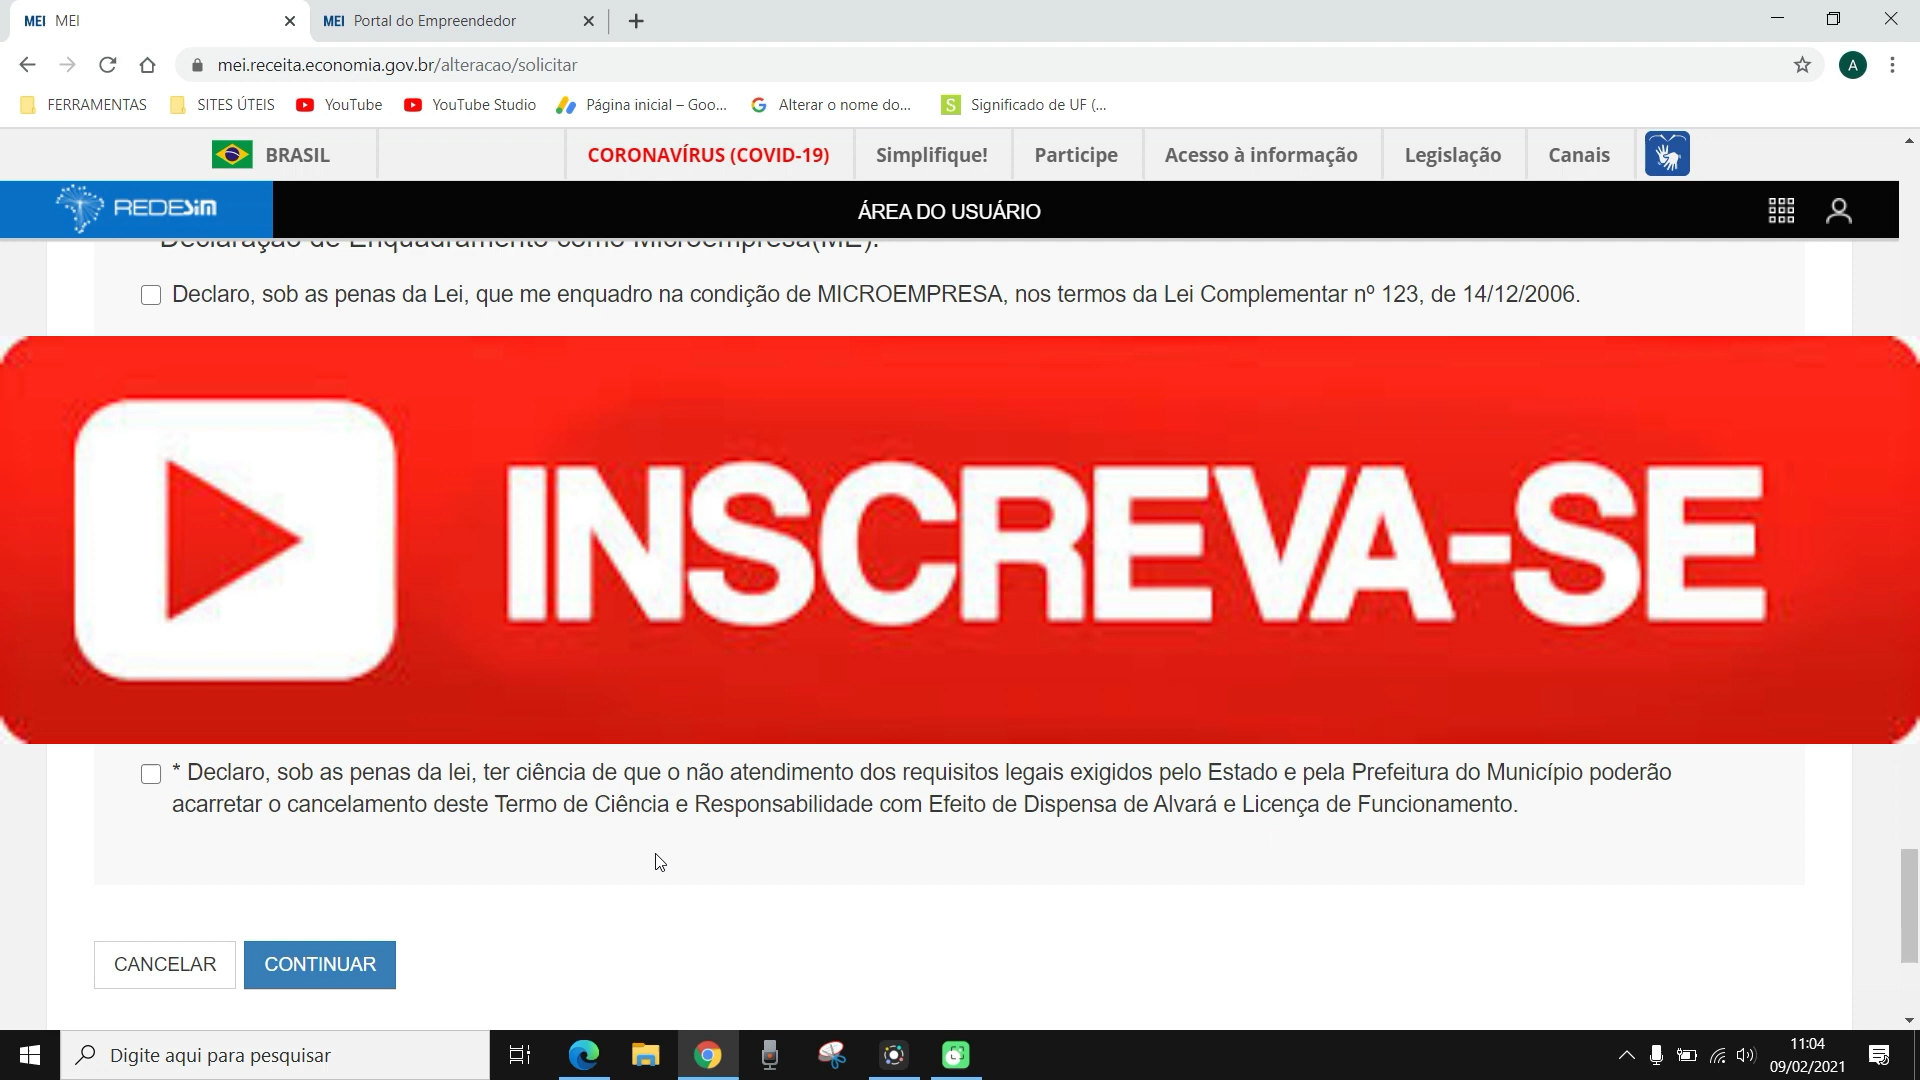 MEI MEI
MEI Portal do Empreendedor
mei.receita.economia.gov.br/alteracao/solicitar
A
FERRAMENTAS SITES ÚTEIS YouTube YouTube Studio Página inicial – Goo... Alterar o nome do... S Significado de UF (...
BRASIL CORONAVÍRUS (COVID-19) Simplifique! Participe Acesso à informação Legislação Canais
REDESIM ÁREA DO USUÁRIO
Declaração de Enquadramento como Microempresa(ME):
Declaro, sob as penas da Lei, que me enquadro na condição de MICROEMPRESA, nos termos da Lei Complementar nº 123, de 14/12/2006.
INSCREVA-SE
* Declaro, sob as penas da lei, ter ciência de que o não atendimento dos requisitos legais exigidos pelo Estado e pela Prefeitura do Município poderão
acarretar o cancelamento deste Termo de Ciência e Responsabilidade com Efeito de Dispensa de Alvará e Licença de Funcionamento.
CANCELAR CONTINUAR
Digite aqui para pesquisar
11:04
09/02/2021